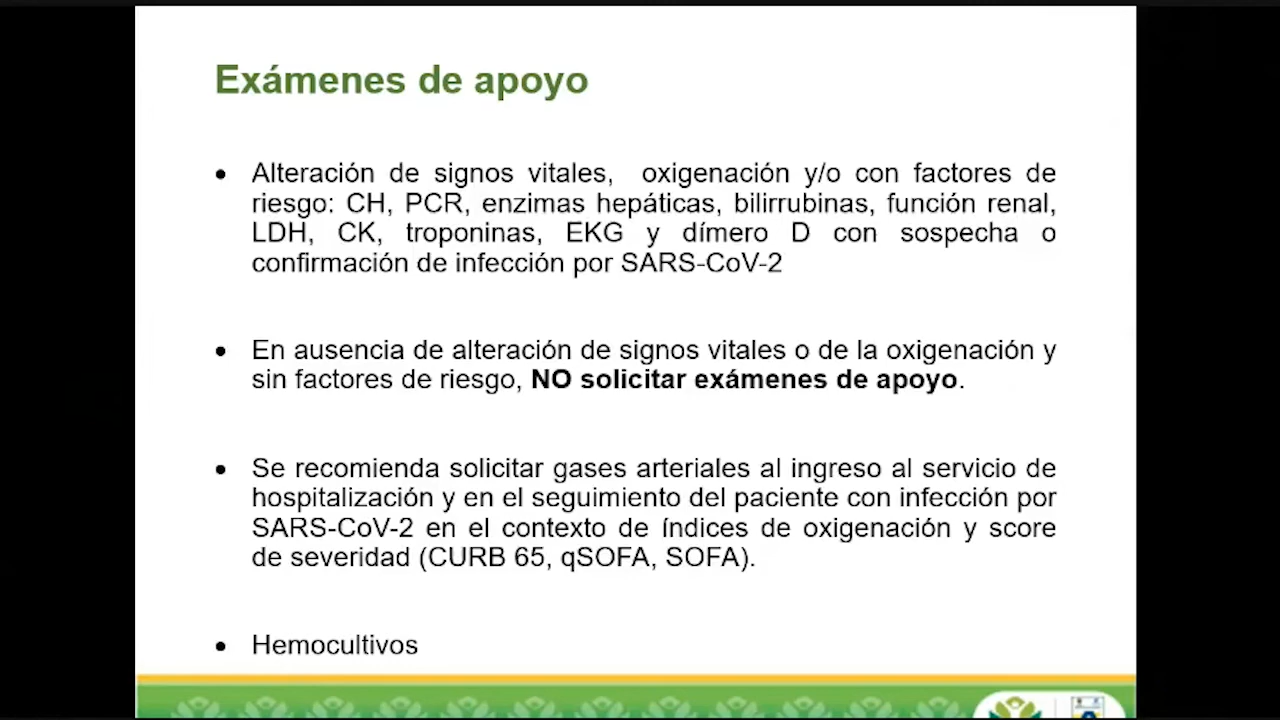 Exámenes de apoyo
• Alteración de signos vitales, oxigenación y/o con factores de
riesgo: CH, PCR, enzimas hepáticas, bilirrubinas, función renal,
LDH, CK, troponinas, EKG y dímero D con sospecha o
confirmación de infección por SARS-CoV-2
• En ausencia de alteración de signos vitales o de la oxigenación y
sin factores de riesgo, NO solicitar exámenes de apoyo.
• Se recomienda solicitar gases arteriales al ingreso al servicio de
hospitalización y en el seguimiento del paciente con infección por
SARS-CoV-2 en el contexto de índices de oxigenación y score
de severidad (CURB 65, qSOFA, SOFA).
• Hemocultivos